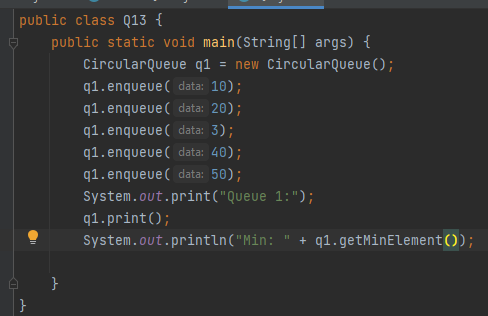 public class Q13 {
public static void main(String[] args) {
CircularQueue q1 = new CircularQueue();
q1.enqueue( data: 10);
q1.enqueue( data: 20);
q1.enqueue( data: 3);
q1.enqueue( data: 40);
q1.enqueue( data: 50);
System.out.print("Queue 1:");
q1.print();
System.out.println("Min: " + q1.getMinElement());
}
}